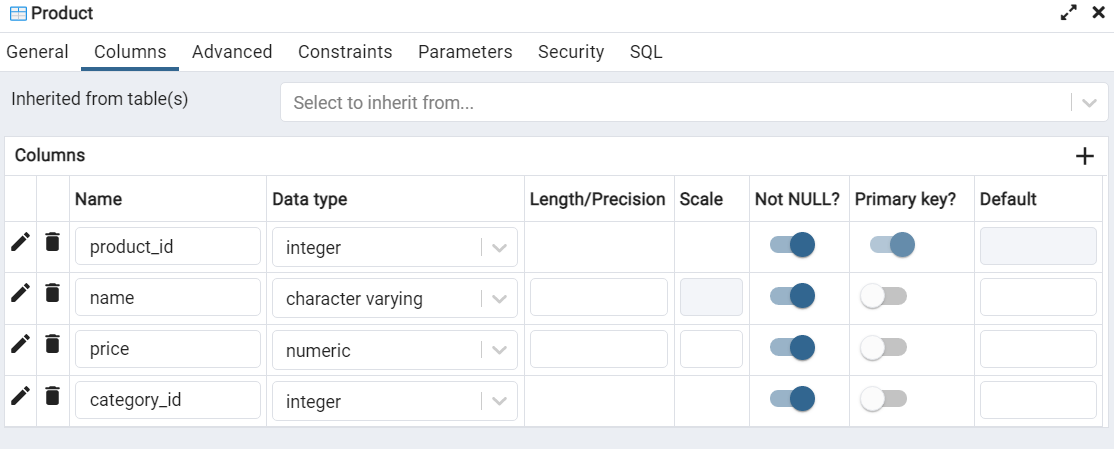 Product
General Columns Advanced Constraints Parameters Security SQL
Inherited from table(s) Select to inherit from...
Columns
Name Data type Length/Precision Scale Not NULL? Primary key? Default
product_id integer
name character varying
price numeric
category_id integer